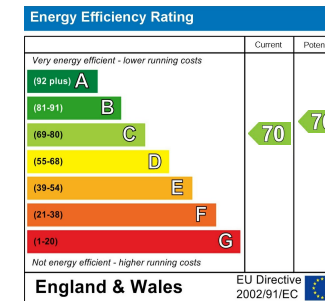 Energy Efficiency Rating
Current
Very energy efficient - lower running costs
(92 plus) A
(81-91) B
(69-80) C
70
(55-68) D
(39-54) E
(21-38) F
(1-20) G
Not energy efficient - higher running costs
England & Wales
EU Directive
2002/91/EC